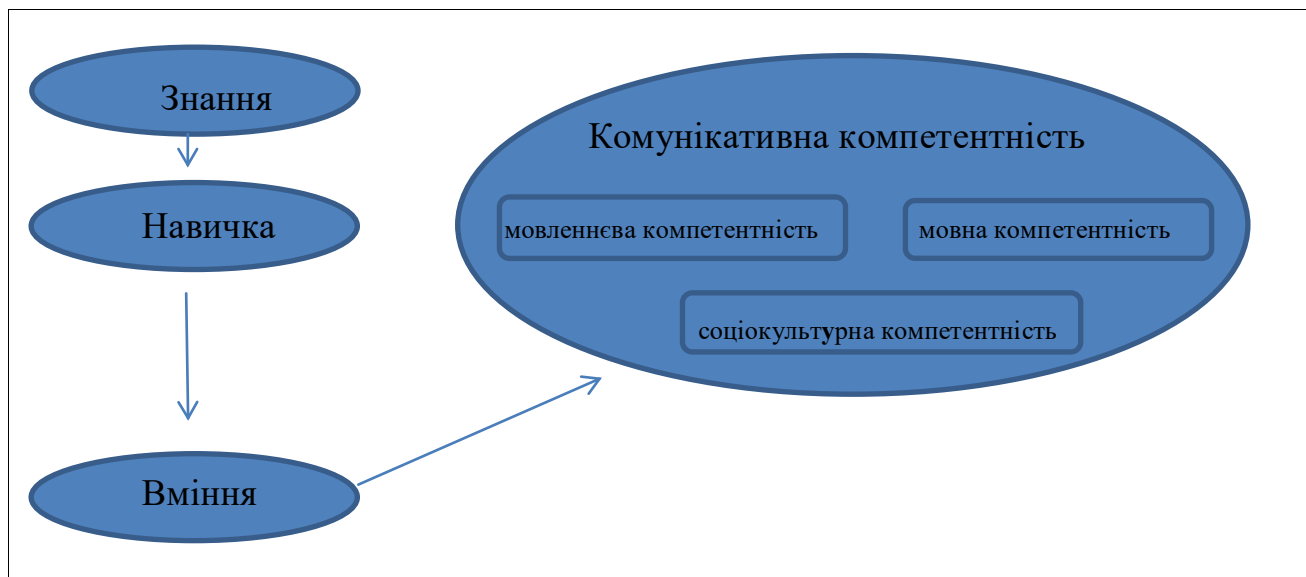 Знання
Навичка
Вміння
Комунікативна компетентність
мовленнєва компетентність
мовна компетентність
соціокультурна компетентність